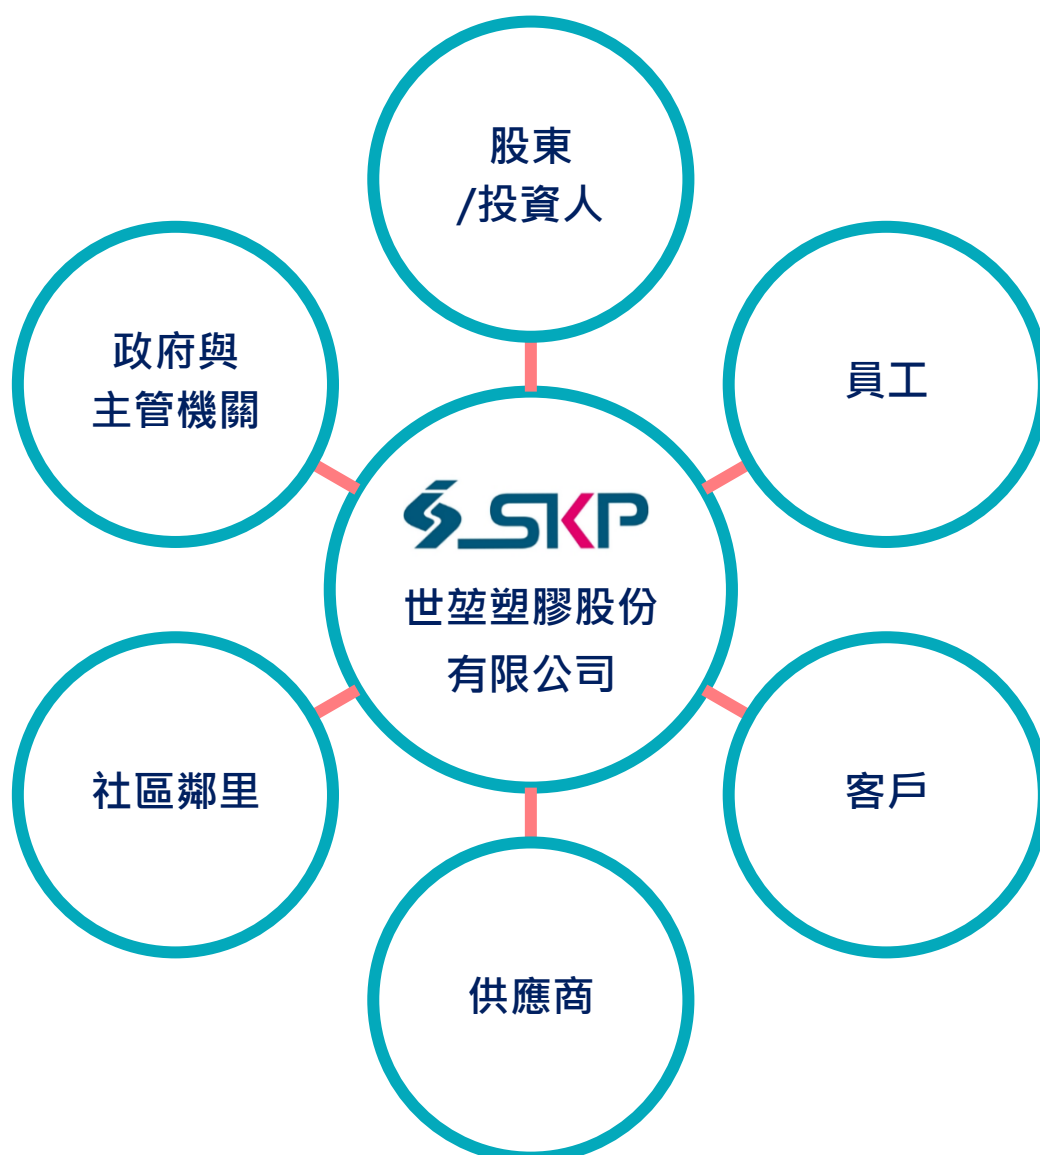 股東
/投資人
政府與
主管機關
員工
SKP
世堃塑膠股份
有限公司
社區鄰里
客戶
供應商